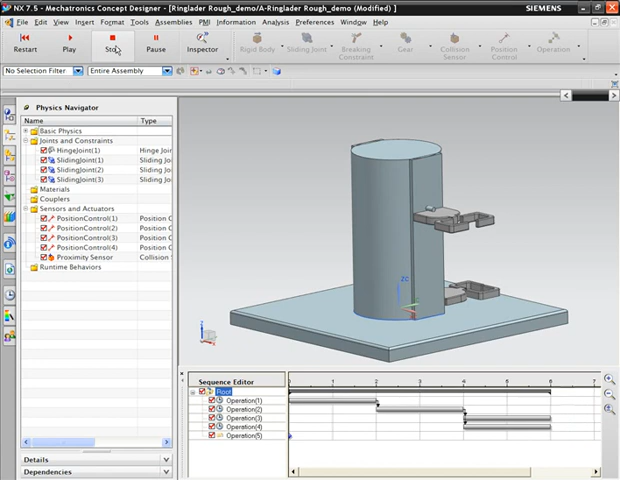 NX 7.5 - Mechatronics Concept Designer - [Ringlader Rough_demo/A-Ringlader Rough_demo (Modified) ]
SIEMENS
File Edit View Insert Format Tools Assemblies PMI Information Analysis Preferences Window Help
Restart Play Stop Pause Inspector Rigid Body Sliding Joint Breaking Constraint Gear Collision Sensor Position Control Operation
No Selection Filter Entire Assembly
Physics Navigator
Name Type
Basic Physics
Joints and Constraints
HingeJoint(1) Hinge Join
SlidingJoint(1) Sliding Jo
SlidingJoint(2) Sliding Jo
SlidingJoint(3) Sliding Jo
Materials
Couplers
Sensors and Actuators
PositionControl(1) Position C
PositionControl(2) Position C
PositionControl(3) Position C
PositionControl(4) Position C
Proximity Sensor Collision S
Runtime Behaviors
Details
Dependencies
ZC
Sequence Editor
0 1 2 3 4 5 6 7
Root
Operation(1)
Operation(2)
Operation(3)
Operation(4)
Operation(5)